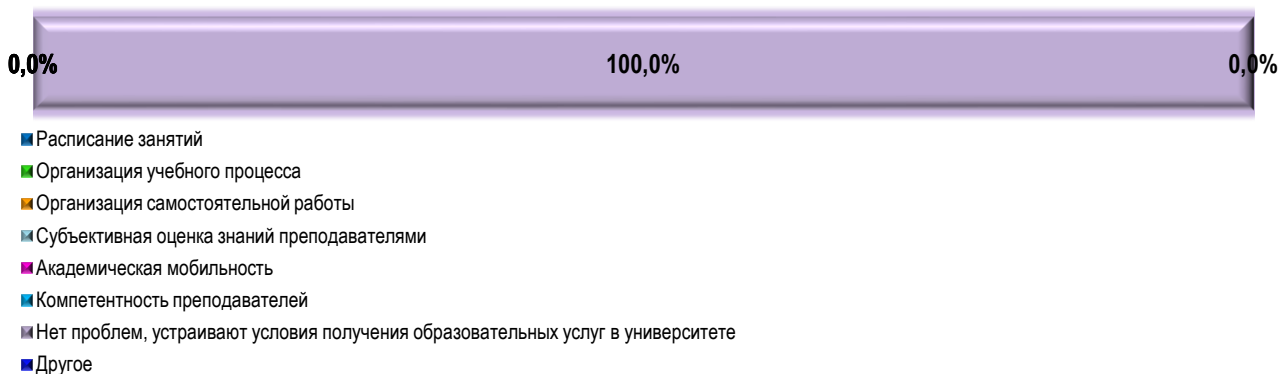 0,0% 100,0% 0,0%
Расписание занятий
Организация учебного процесса
Организация самостоятельной работы
Субъективная оценка знаний преподавателями
Академическая мобильность
Компетентность преподавателей
Нет проблем, устраивают условия получения образовательных услуг в университете
Другое